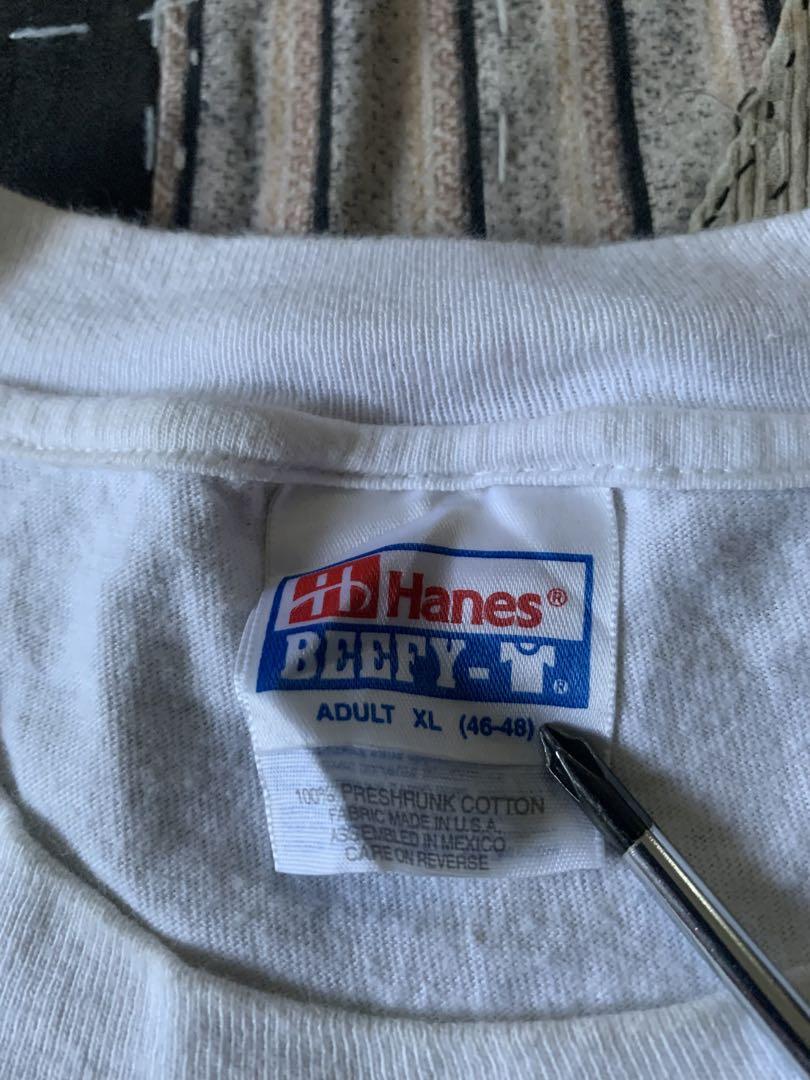 Hanes®
BEEFY-T®
ADULT XL (46-48)
100% PRESHRUNK COTTON
FABRIC MADE IN U.S.A.
ASSEMBLED IN MEXICO
CARE ON REVERSE